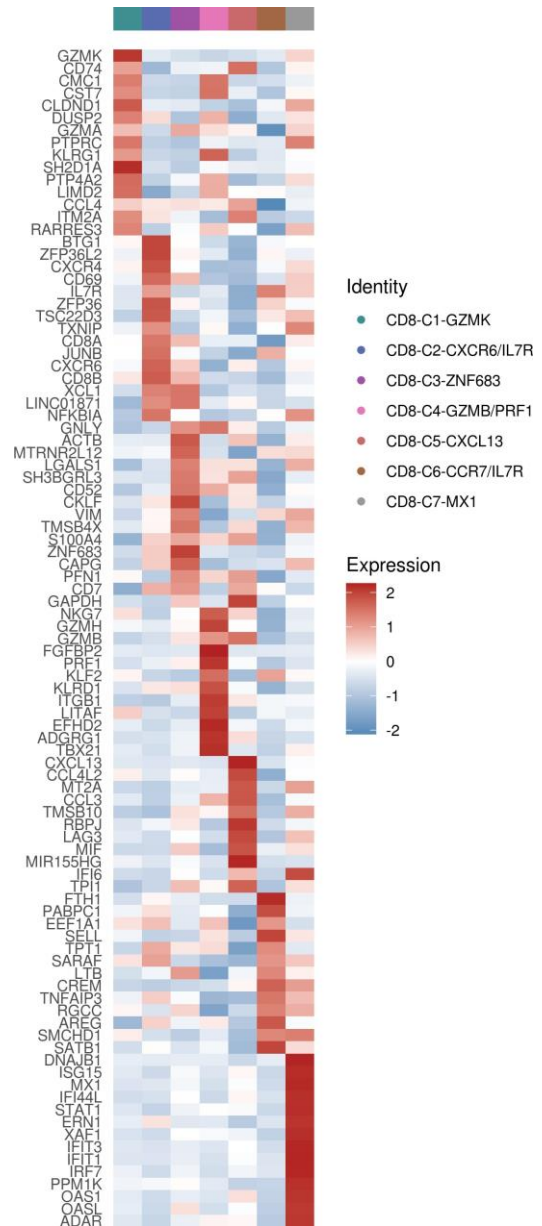 GZMK
CD74
CMC1
CST7
CLDND1
DUSP2
GZMA
PTPRC
KLRG1
SH2D1A
PTP4A2
LIMD2
CCL4
ITM2A
RARRES3
BTG1
ZFP36L2
CXCR4
CD69
IL7R
ZFP36
TSC22D3
TXNIP
CD8A
JUNB
CXCR6
CD8B
XCL1
LINC01871
NFKBIA
GNLY
ACTB
MTRNR2L12
LGALS1
SH3BGRL3
CD52
CKLF
VIM
TMSB4X
S100A4
ZNF683
CAPG
PFN1
CD7
GAPDH
NKG7
GZMH
GZMB
FGFBP2
PRF1
KLF2
KLRD1
ITGB1
LITAF
EFHD2
ADGRG1
TBX21
CXCL13
CCL4L2
MT2A
CCL3
TMSB10
RBPJ
LAG3
MIF
MIR155HG
IFI6
TPI1
FTH1
PABPC1
EEF1A1
SELL
TPT1
SARAF
LTB
CREM
TNFAIP3
RGCC
AREG
SMCHD1
SATB1
DNAJB1
ISG15
MX1
IFI44L
STAT1
ERN1
XAF1
IFIT3
IFIT1
IRF7
PPM1K
OAS1
OASL
ADAR
Identity
CD8-C1-GZMK
CD8-C2-CXCR6/IL7R
CD8-C3-ZNF683
CD8-C4-GZMB/PRF1
CD8-C5-CXCL13
CD8-C6-CCR7/IL7R
CD8-C7-MX1
Expression
2
1
0
-1
-2